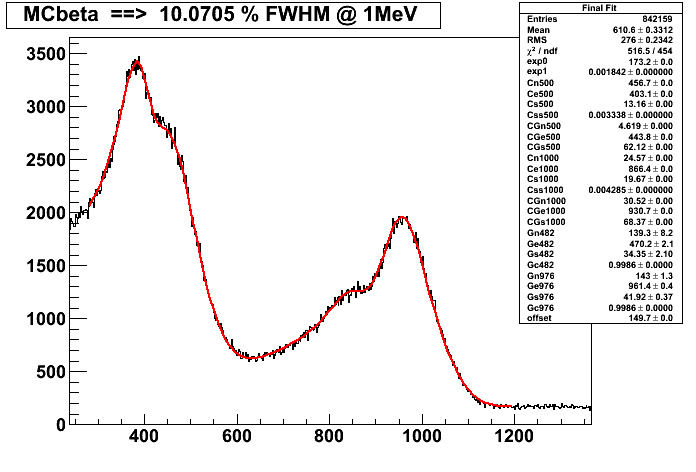 MCbeta ==> 10.0705 % FWHM @ 1MeV
Final Fit
Entries 842159
Mean 610.6 ± 0.3312
RMS 276 ± 0.2342
χ² / ndf 516.5 / 454
exp0 173.2 ± 0.0
exp1 0.001842 ± 0.000000
Cn500 456.7 ± 0.0
Ce500 403.1 ± 0.0
Cs500 13.16 ± 0.00
Css500 0.003338 ± 0.000000
CGn500 4.619 ± 0.000
CGe500 443.8 ± 0.0
CGs500 62.12 ± 0.00
Cn1000 24.57 ± 0.00
Ce1000 866.4 ± 0.0
Cs1000 19.67 ± 0.00
Css1000 0.004285 ± 0.000000
CGn1000 30.52 ± 0.00
CGe1000 930.7 ± 0.0
CGs1000 68.37 ± 0.00
Gn482 139.3 ± 8.2
Ge482 470.2 ± 2.1
Gs482 34.35 ± 2.10
Gc482 0.9986 ± 0.0000
Gn976 143 ± 1.3
Ge976 961.4 ± 0.4
Gs976 41.92 ± 0.37
Gc976 0.9986 ± 0.0000
offset 149.7 ± 0.0
3500
3000
2500
2000
1500
1000
500
0
400 600 800 1000 1200